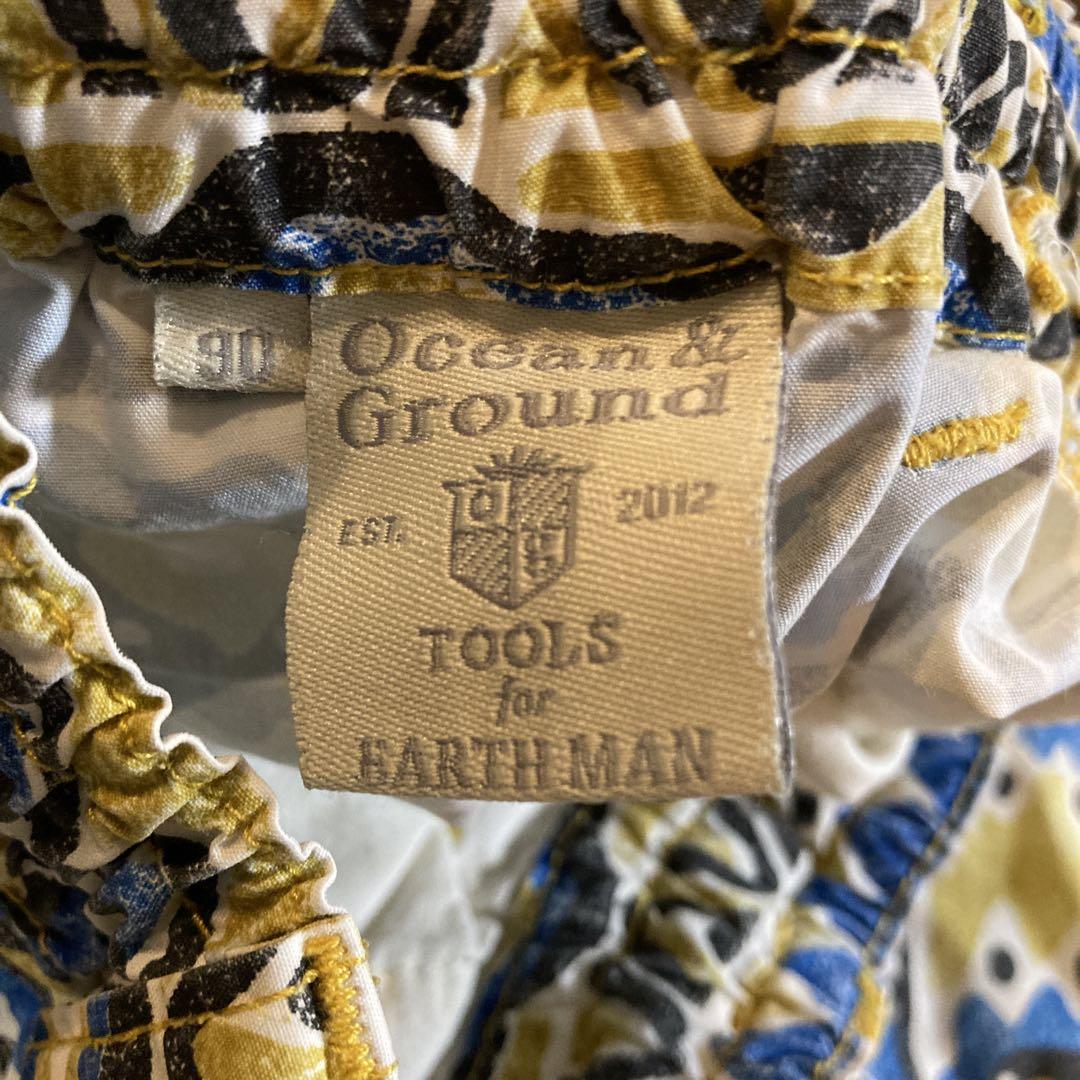 90
Ocean &
Ground
EST. 2012
O
g
TOOLS
for
EARTH MAN